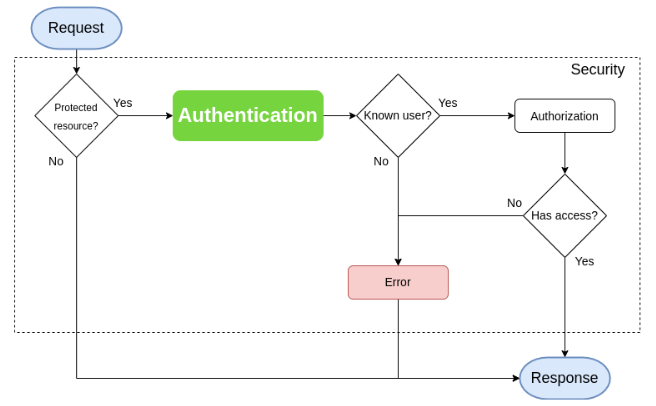 Request
Security
Protected
resource?
Yes
Authentication
Known user?
Yes
Authorization
No
No
No
Has access?
Yes
Error
Response